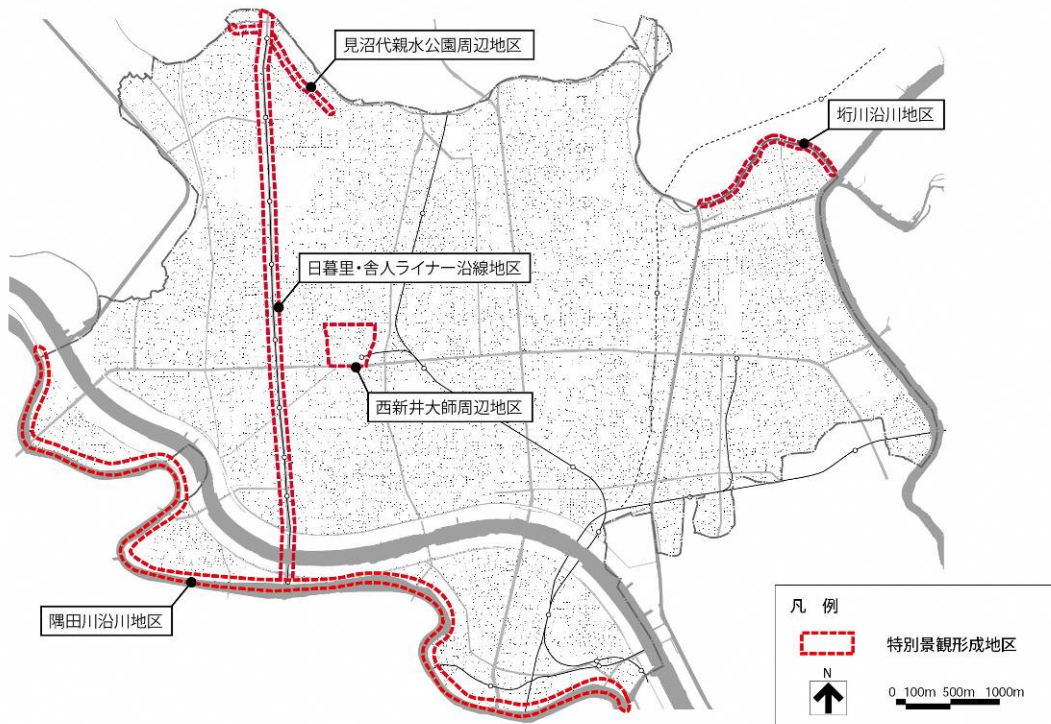 見沼代親水公園周辺地区
垳川沿川地区
日暮里・舎人ライナー沿線地区
西新井大師周辺地区
隅田川沿川地区
凡 例
特別景観形成地区
N
0 100m 500m 1000m